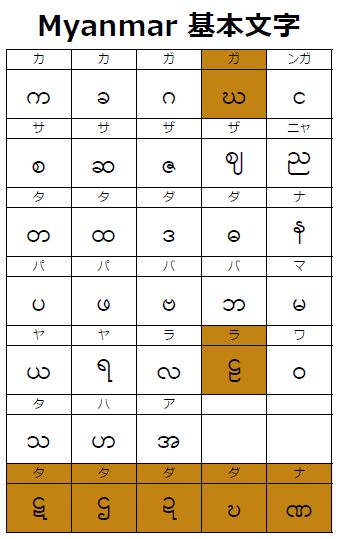 Myanmar 基本文字
カ カ ガ ガ ンガ
က ခ ဂ ဃ င
サ サ ザ ザ ニャ
စ ဆ ဇ ဈ ည
タ タ ダ ダ ナ
တ ထ ဒ ဓ န
パ パ バ バ マ
ပ ဖ ဗ ဘ မ
ヤ ヤ ラ ラ ワ
ယ ရ လ ဠ ဝ
タ ハ ア
သ ဟ အ
タ タ ダ ダ ナ
ဋ ဌ ဍ ဎ ဏ